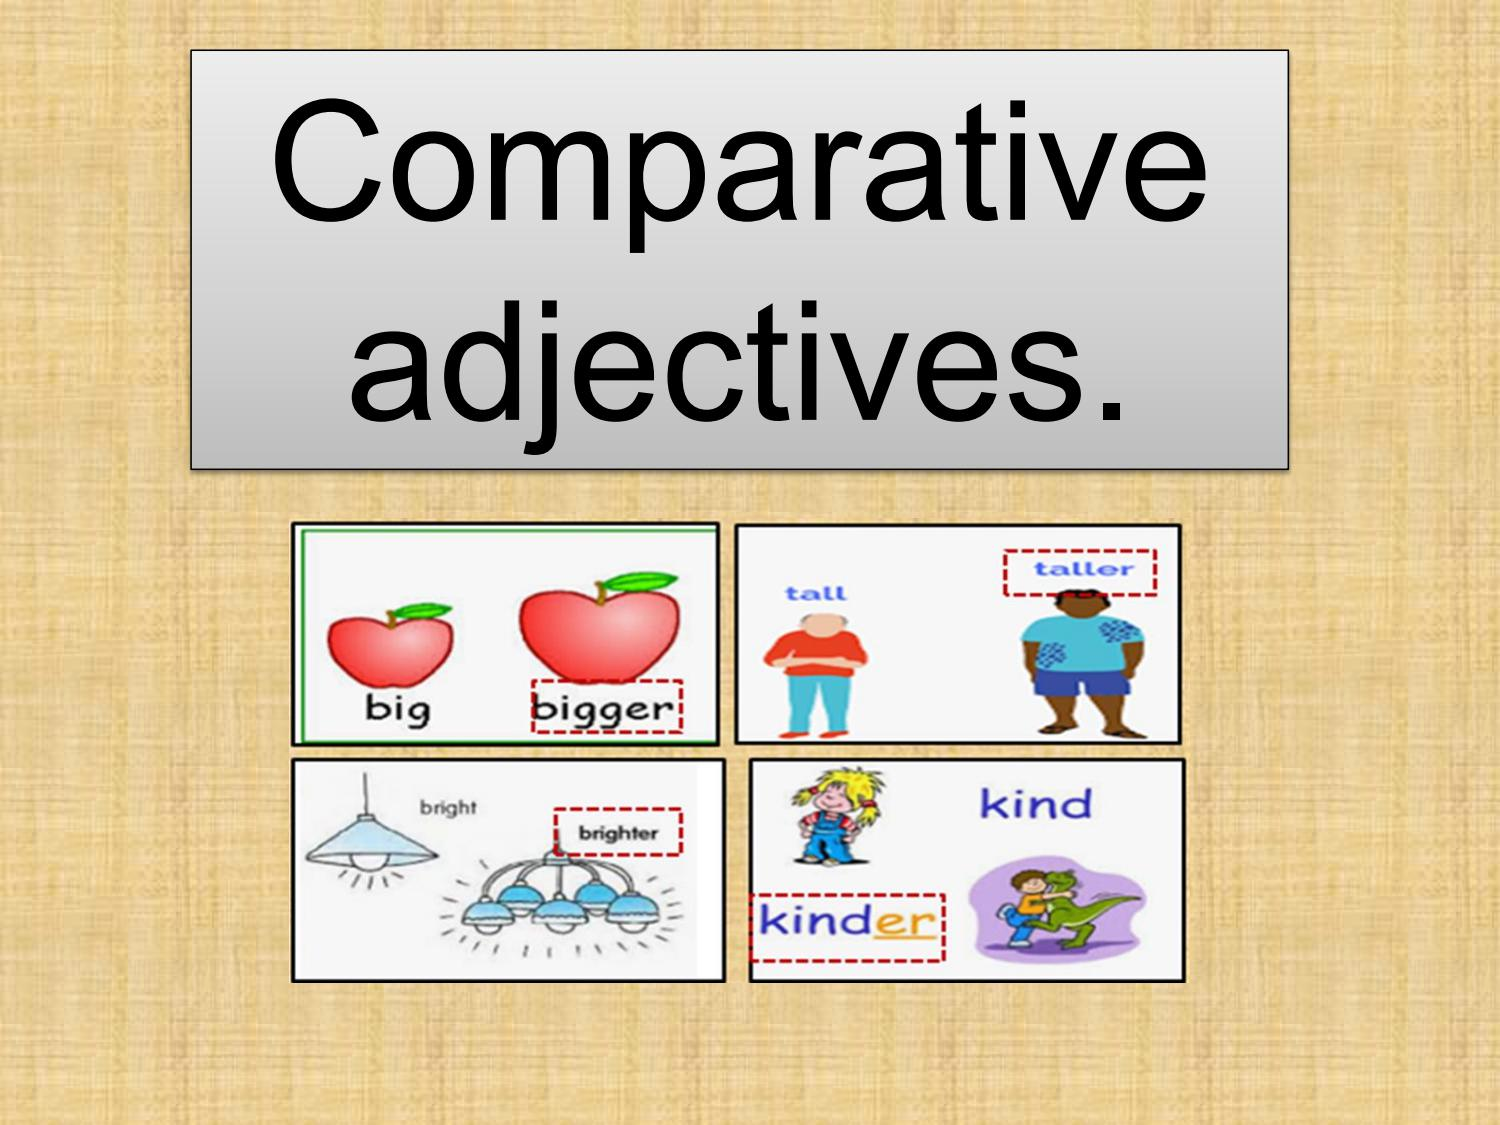 Comparative
adjectives.
big
bigger
tall
taller
bright
brighter
kind
kinder